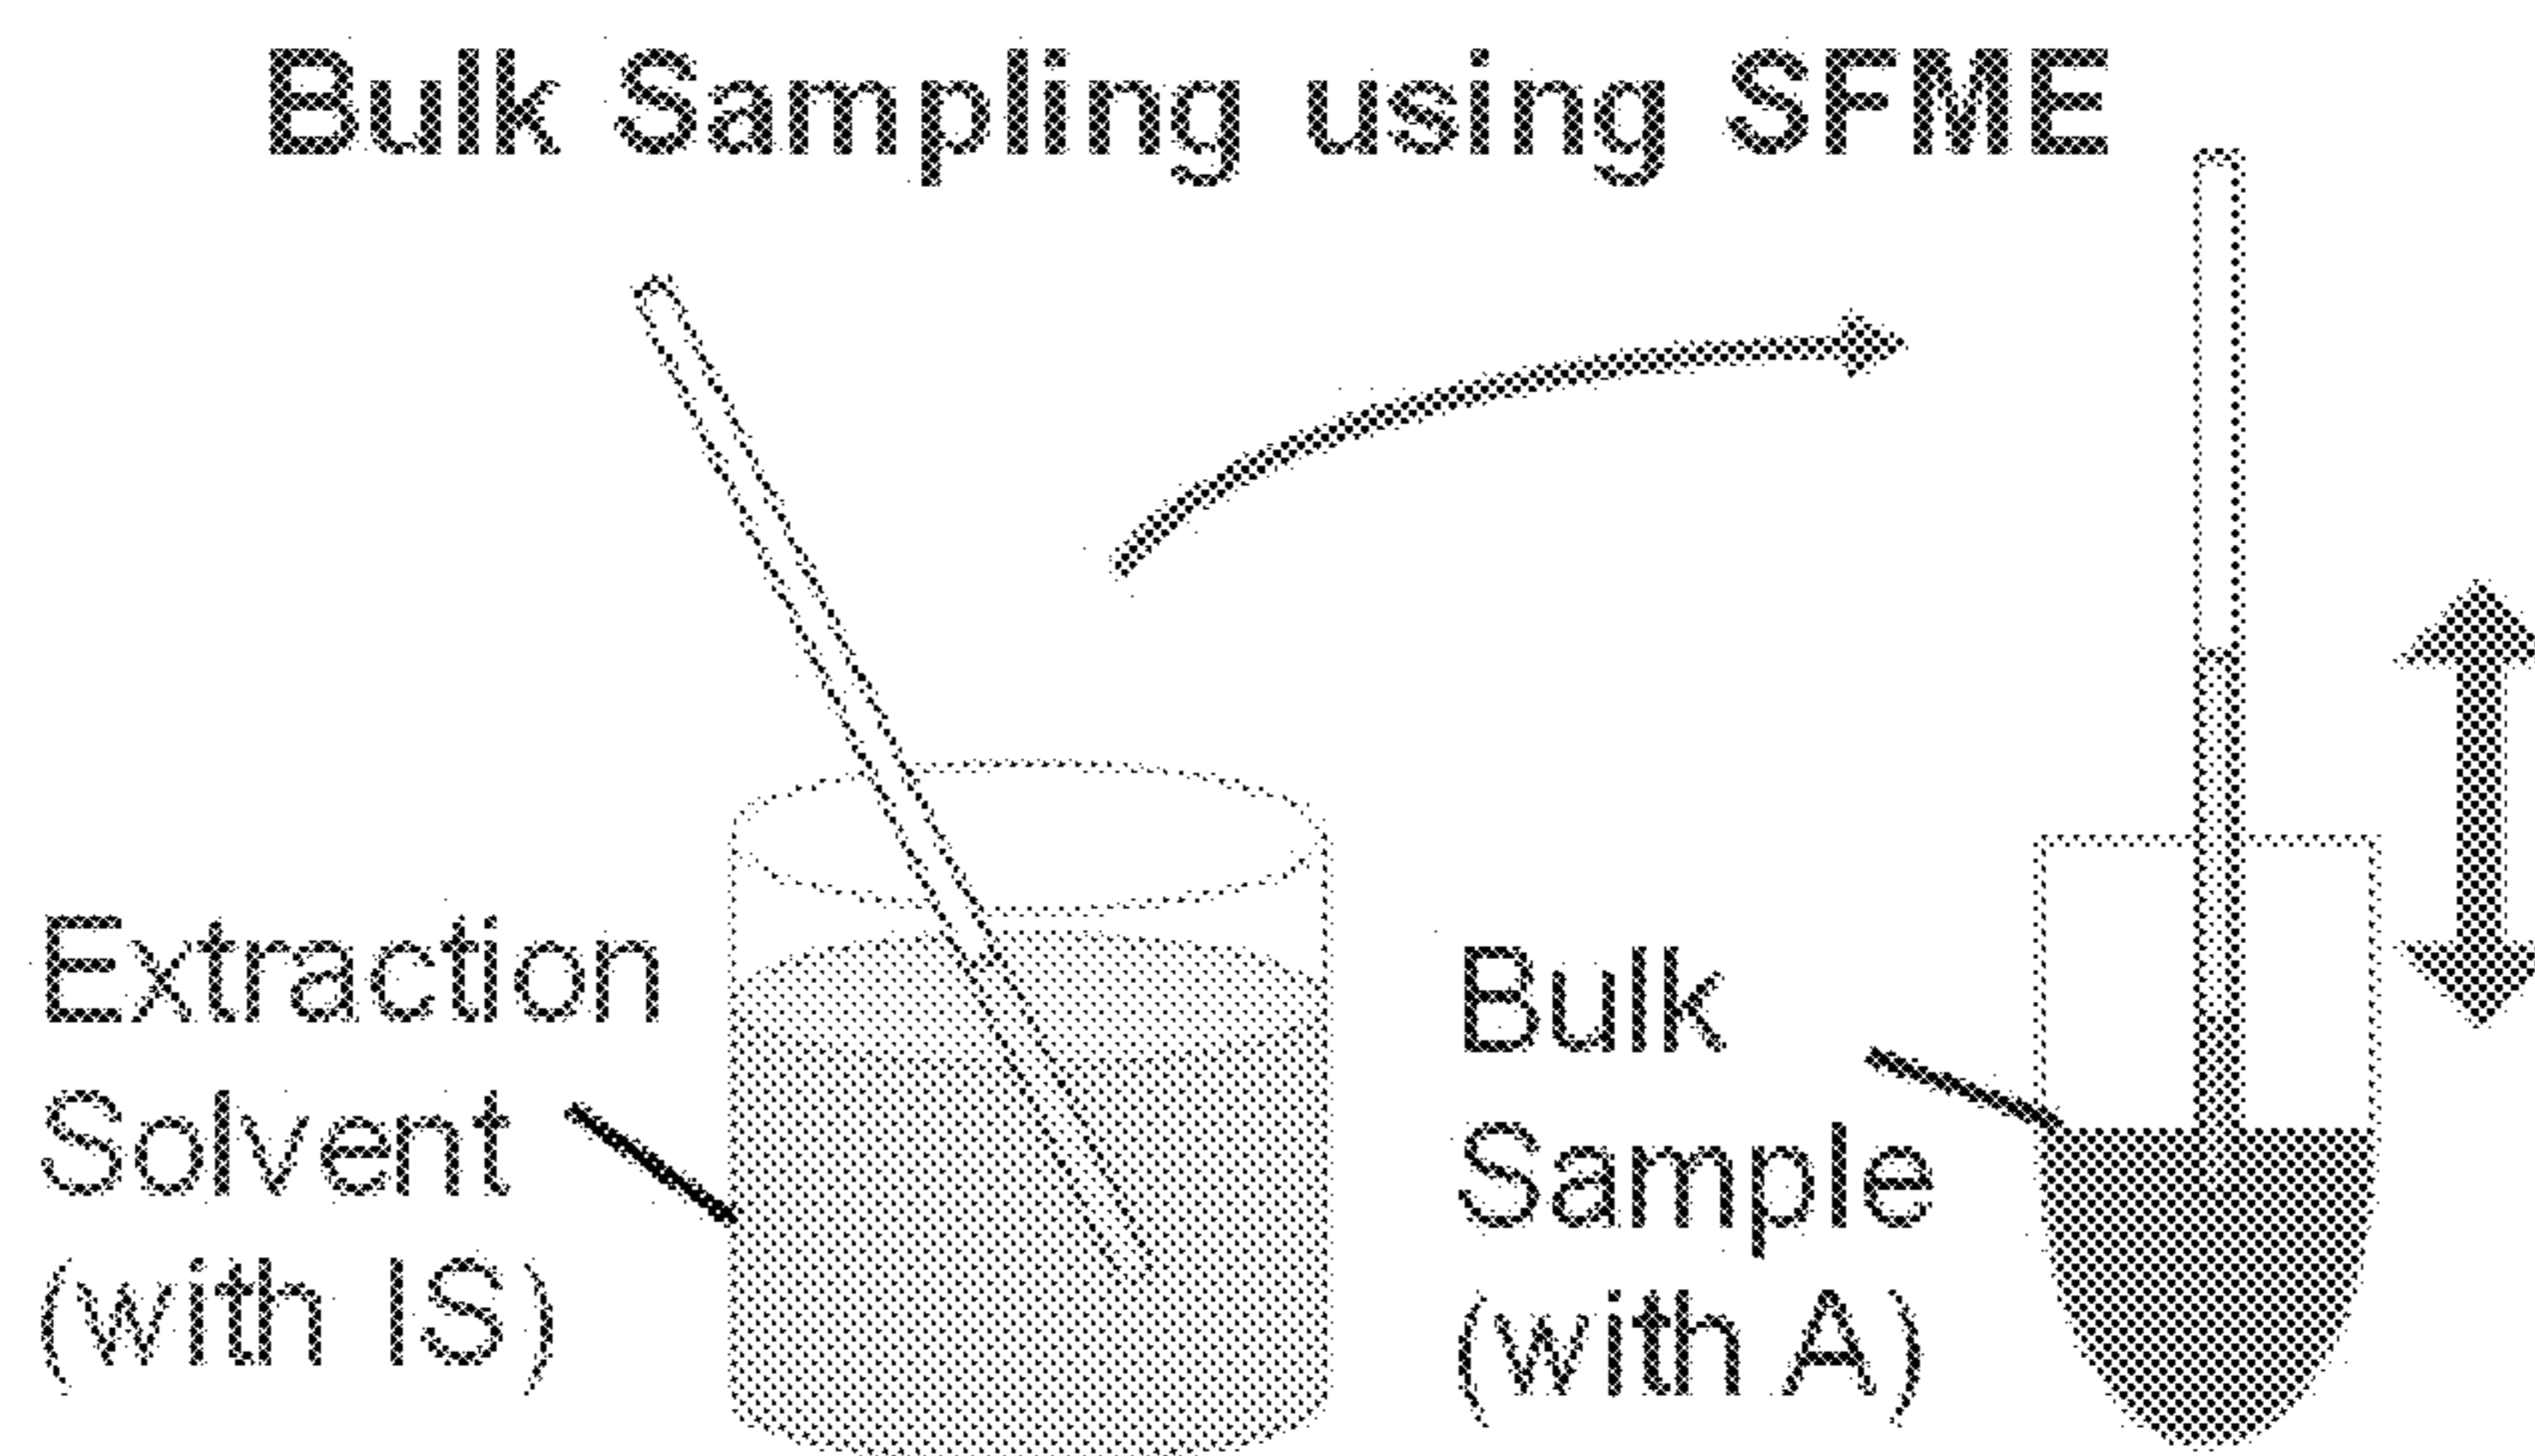 Bulk Sampling using SFME
Extraction
Solvent
(with IS)
Bulk
Sample
(with A)